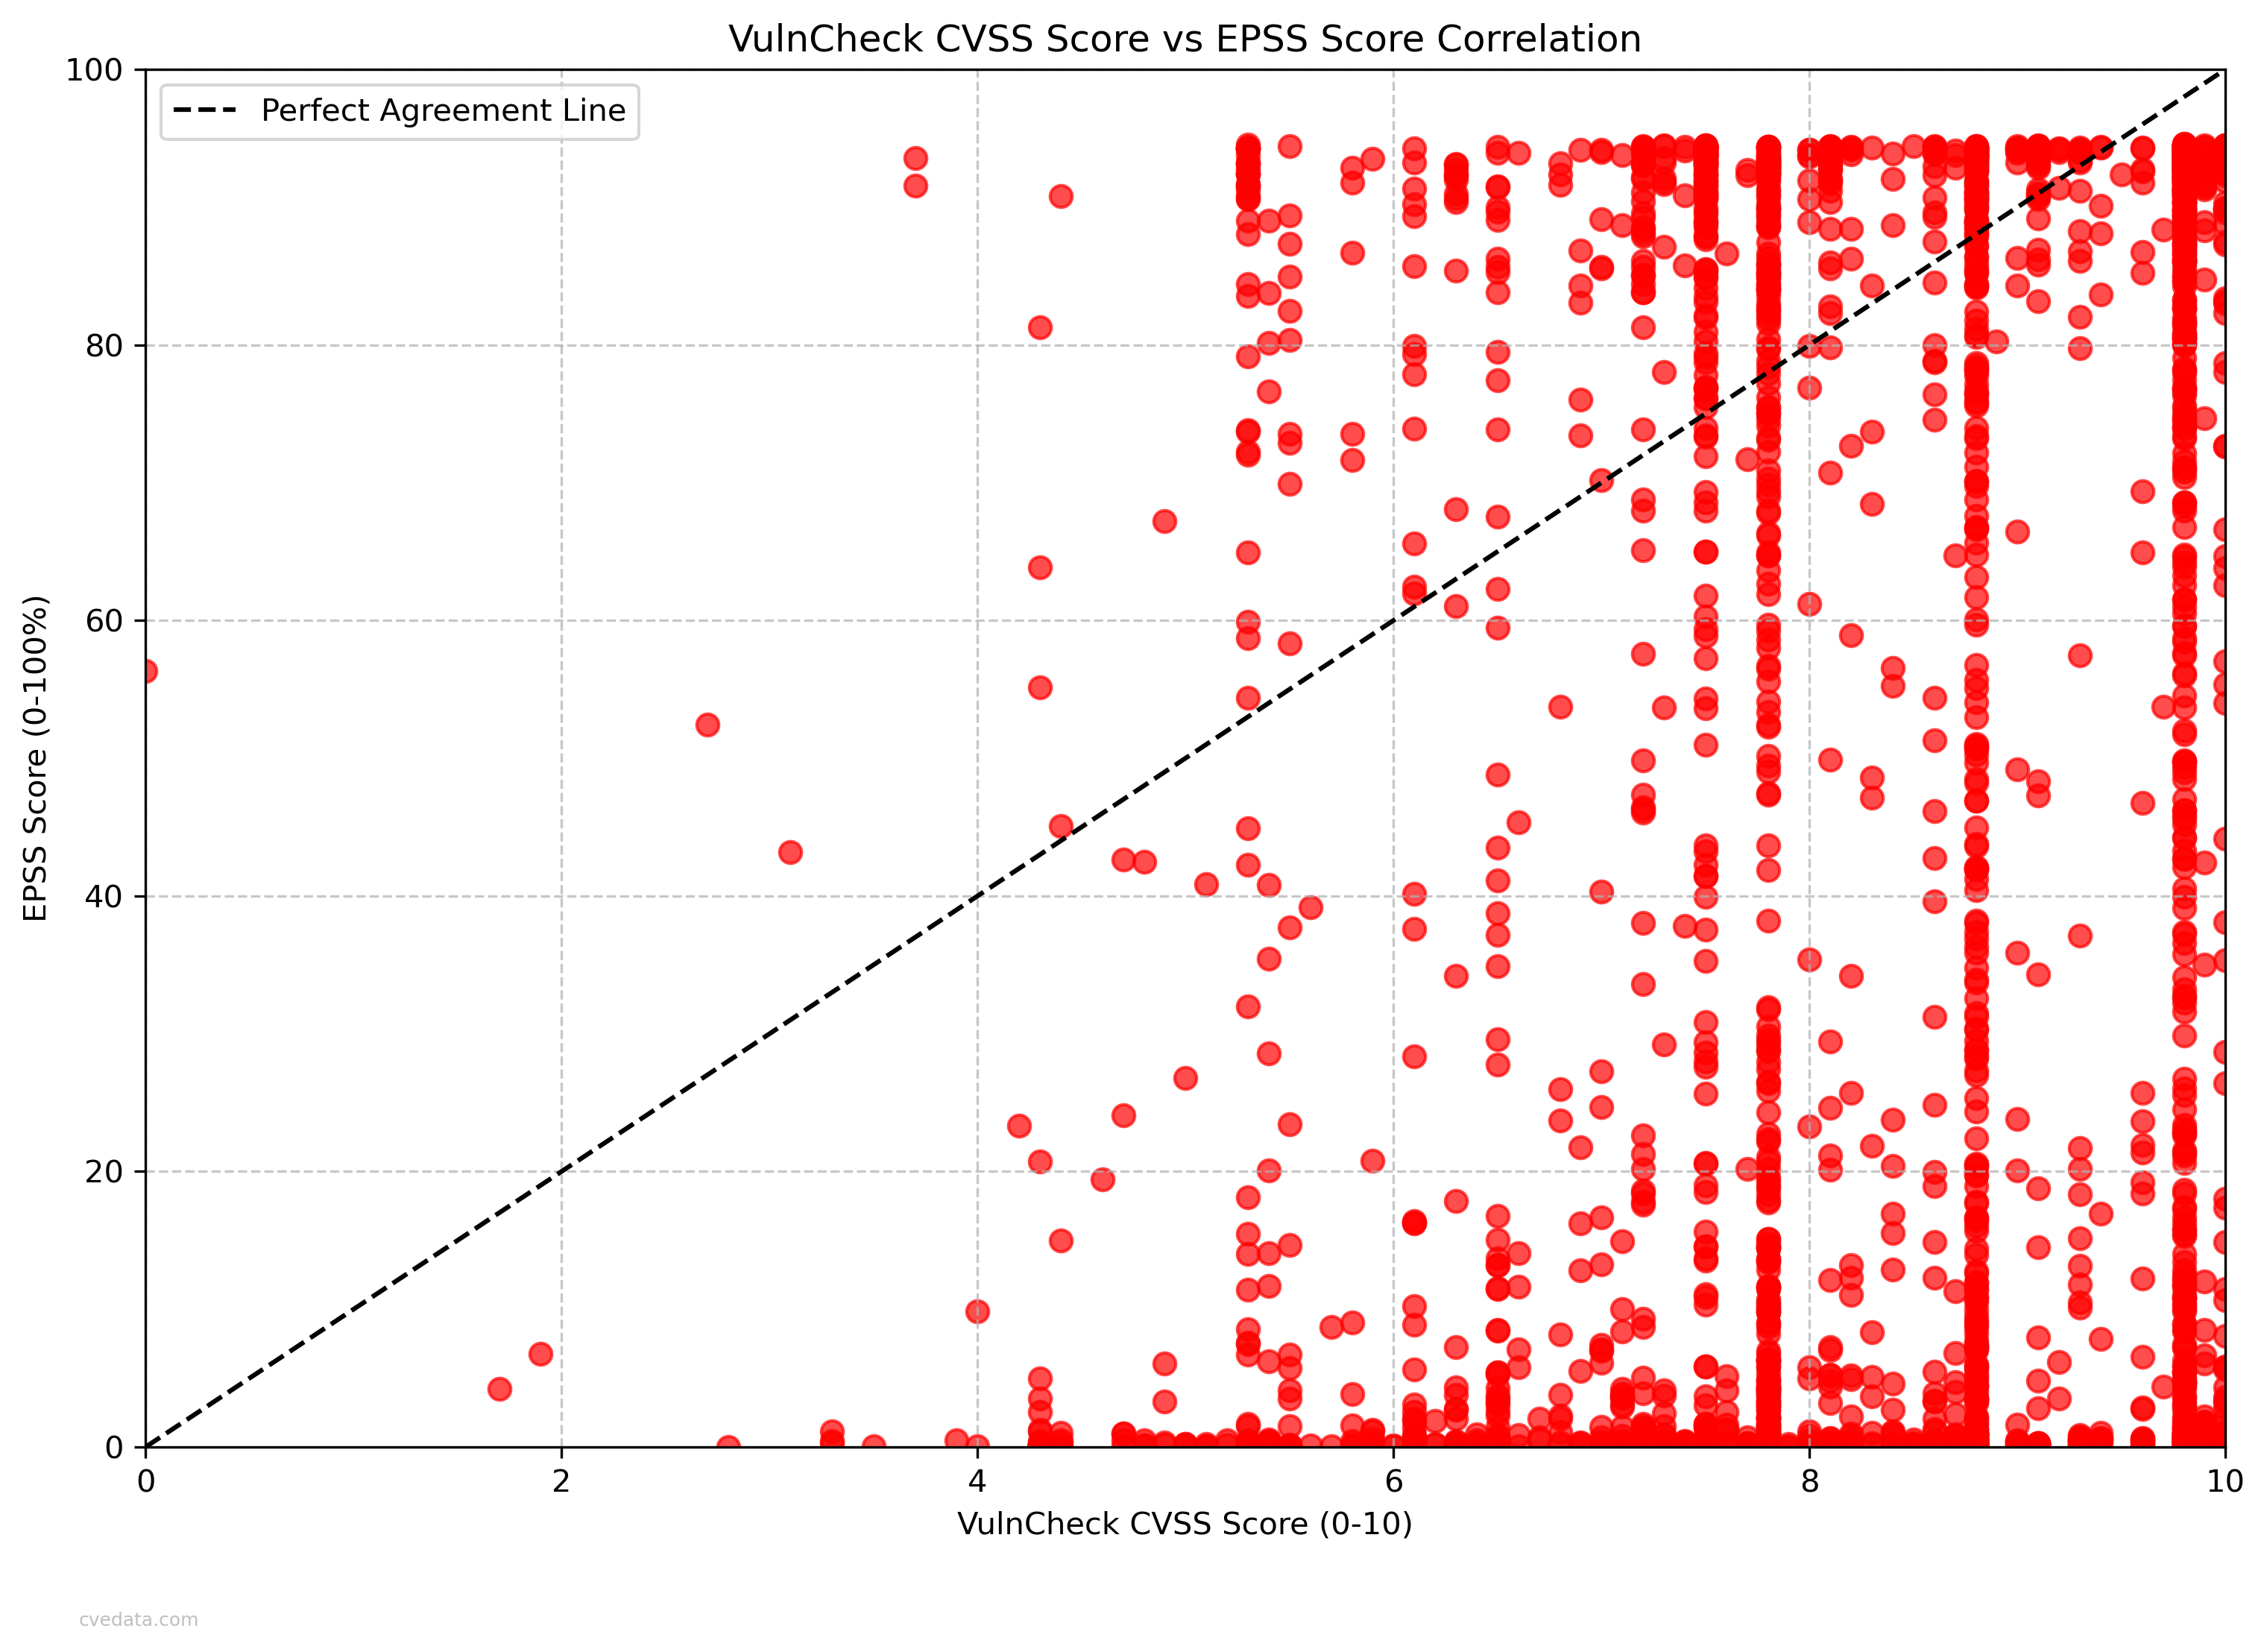 VulnCheck CVSS Score vs EPSS Score Correlation
Perfect Agreement Line
EPSS Score (0-100%)
100
80
60
40
20
0
0 2 4 6 8 10
VulnCheck CVSS Score (0-10)
cvedata.com